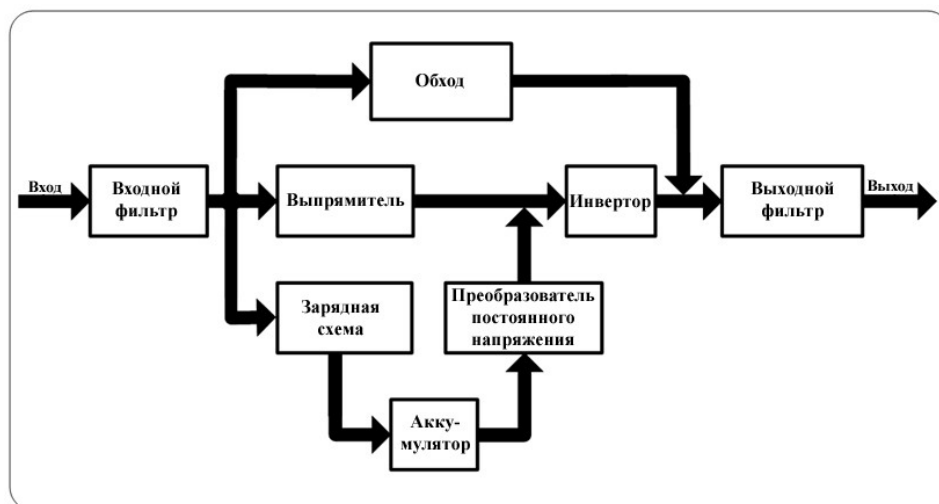 Обход
Вход
Входной
фильтр
Выпрямитель
Инвертор
Выходной
фильтр
Выход
Зарядная
схема
Преобразователь
постоянного
напряжения
Акку-
мулятор